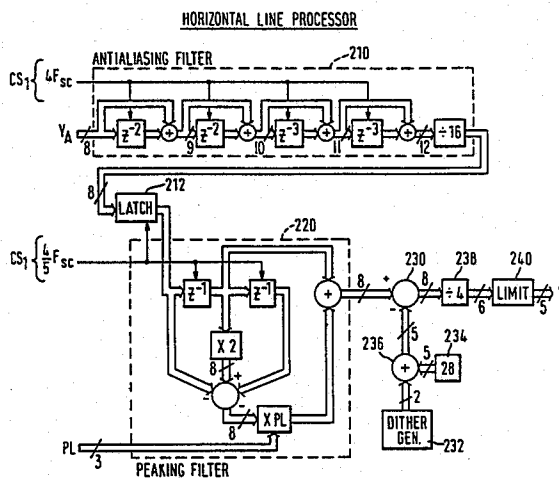 HORIZONTAL LINE PROCESSOR
ANTIALIASING FILTER
210
CS1 { 4FSC
YA
8
Z-2
+
9
Z-2
+
10
Z-3
+
11
Z-3
+
12
÷16
8
212
LATCH
220
CS1 { 4/5 FSC
Z-1
Z-1
+
8
+
230
8
238
÷4
6
240
LIMIT
5
-
X 2
8
+
-
-
8
X PL
5
236
+
5
234
28
2
DITHER
GEN.
232
PL
3
PEAKING FILTER